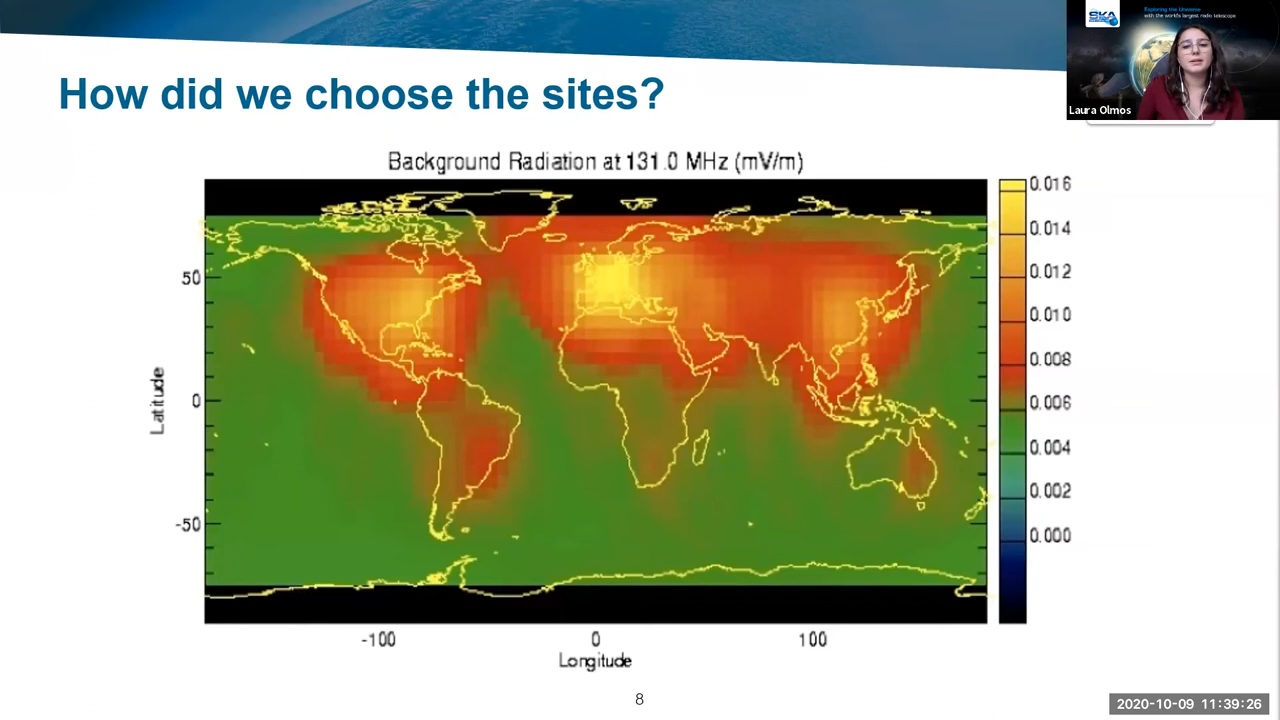 SKA
Exploring the Universe
with the world's largest radio telescope
Laura Olmos
How did we choose the sites?
Background Radiation at 131.0 MHz (mV/m)
0.016
0.014
0.012
0.010
0.008
0.006
0.004
0.002
0.000
50
0
-50
Latitude
-100
0
100
Longitude
8
2020-10-09 11:39:26